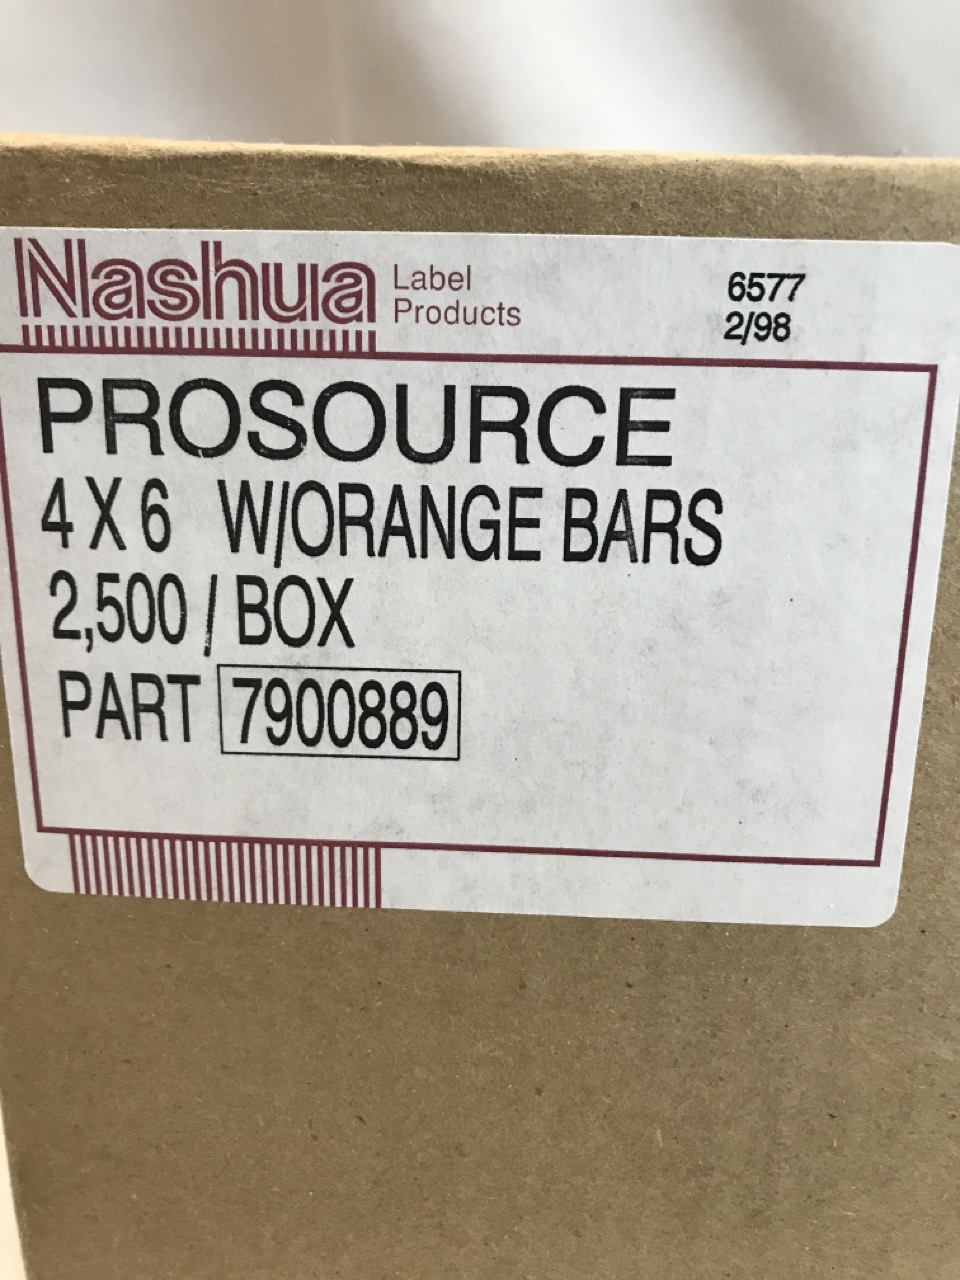 Nashua Label Products
6577
2/98
PROSOURCE
4 X 6 W/ORANGE BARS
2,500 / BOX
PART 7900889